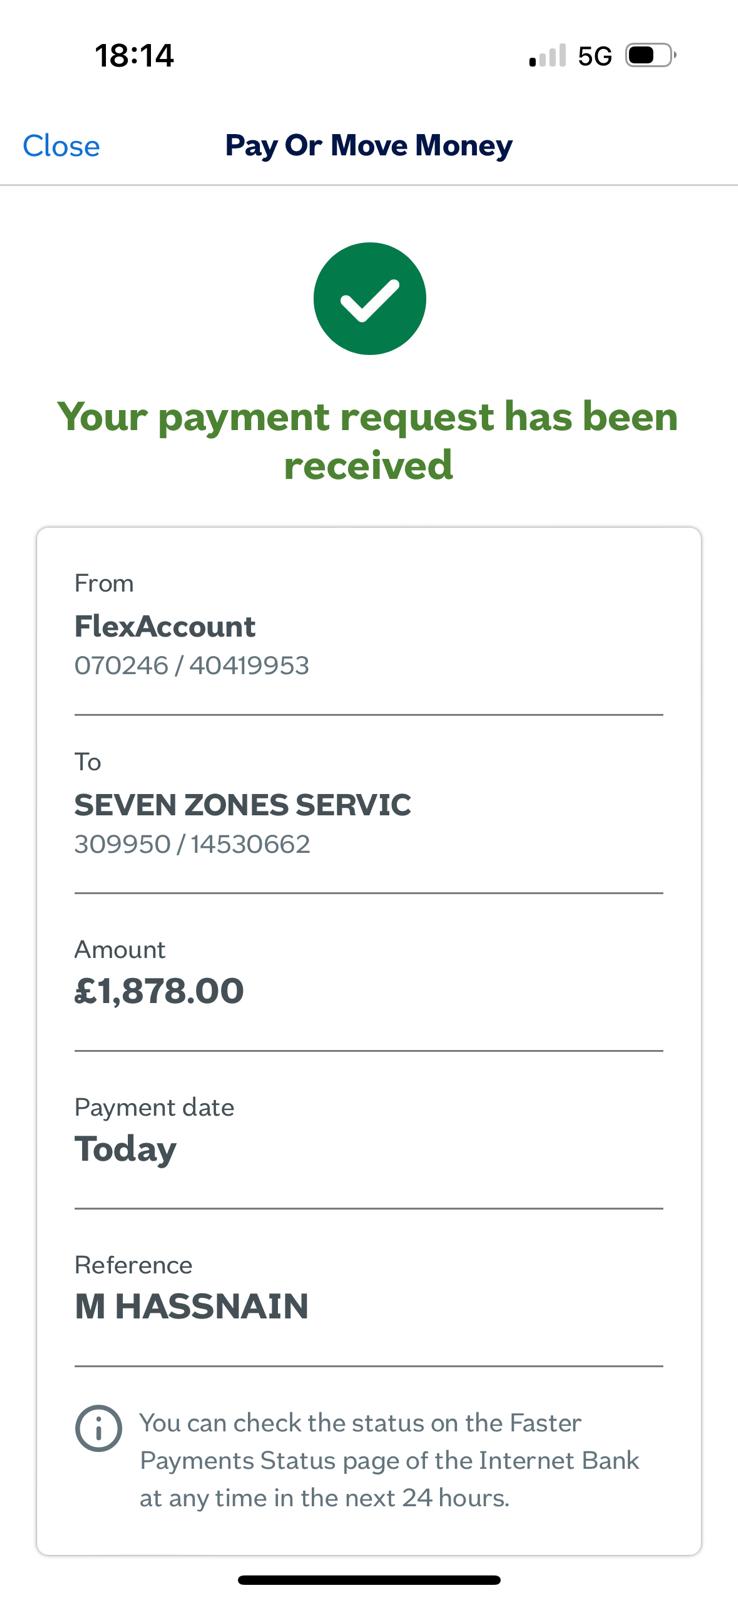 18:14
5G
Close
Pay Or Move Money
Your payment request has been
received
From
FlexAccount
070246 / 40419953
To
SEVEN ZONES SERVIC
309950 / 14530662
Amount
£1,878.00
Payment date
Today
Reference
M HASSNAIN
You can check the status on the Faster
Payments Status page of the Internet Bank
at any time in the next 24 hours.